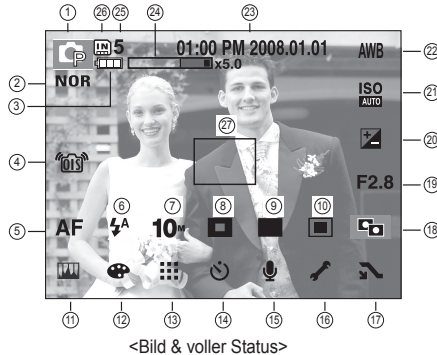 ① ㉖ ㉕ ㉔ ㉓
IN 5 01:00 PM 2008.01.01 AWB ㉒
P
x5.0
② NOR ISO ㉑
AUTO
③
㉗ ⑳
④ OIS
F2.8 ⑲
⑥ ⑦ ⑧ ⑨ ⑩
⑤ AF A 10M ⑱
⑪ ⑫ ⑬ ⑭ ⑮ ⑯ ⑰
<Bild & voller Status>